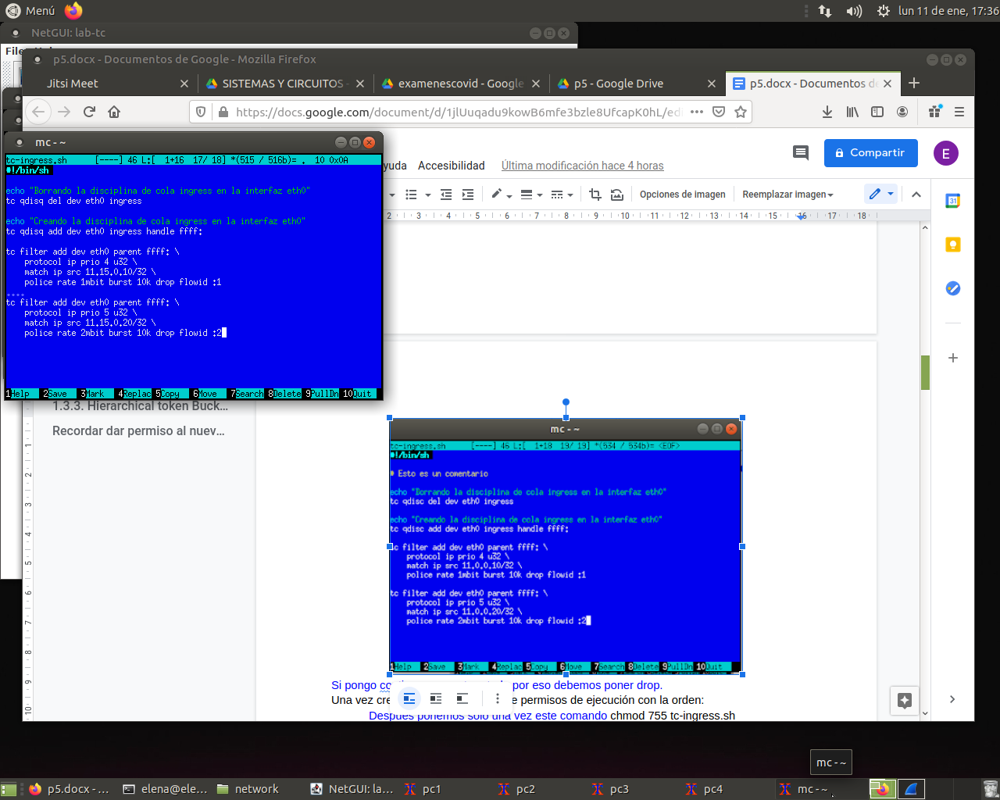 Menú
lun 11 de ene, 17:36
NetGUI: lab-tc
File
p5.docx - Documentos de Google - Mozilla Firefox
Jitsi Meet
SISTEMAS Y CIRCUITOS -
examenescovid - Google
p5 - Google Drive
p5.docx - Documentos de
https://docs.google.com/document/d/1jlUuqadu9kowB6mfe3bzle8UfcapK0hL/edi
mc - ~
yuda
Accesibilidad
Última modificación hace 4 horas
Compartir
E
Opciones de imagen
Reemplazar imagen
31
2 3 4 5 6 7 8 9 10 11 12 13 14 15 16 17 18
tc-ingress.sh [----] 46 L:[ 1+16 17/ 18] *(515 / 516b)= . 10 0x0A
#!/bin/sh
echo "Borrando la disciplina de cola ingress en la interfaz eth0"
tc qdisq del dev eth0 ingress
echo "Creando la disciplina de cola ingress en la interfaz eth0"
tc qdisq add dev eth0 ingress handle ffff:
tc filter add dev eth0 parent ffff: \
protocol ip prio 4 u32 \
match ip src 11.15.0.10/32 \
police rate 1mbit burst 10k drop flowid :1
....
tc filter add dev eth0 parent ffff: \
protocol ip prio 5 u32 \
match ip src 11.15.0.20/32 \
police rate 2mbit burst 10k drop flowid :2
1Help 2Save 3Mark 4Replac 5Copy 6Move 7Search 8Delete 9PullDn 10Quit
1.3.3. Hierarchical token Buck...
Recordar dar permiso al nuev...
1 2 3 4 5 6 7 8 9 10
mc - ~
tc-ingress.sh [----] 46 L:[ 1+18 19/ 19] *(534 / 534b)= <EOF>
#!/bin/sh
# Esto es un comentario
echo "Borrando la disciplina de cola ingress en la interfaz eth0"
tc qdisc del dev eth0 ingress
echo "Creando la disciplina de cola ingress en la interfaz eth0"
tc qdisc add dev eth0 ingress handle ffff:
tc filter add dev eth0 parent ffff: \
protocol ip prio 4 u32 \
match ip src 11.0.0.10/32 \
police rate 1mbit burst 10k drop flowid :1
tc filter add dev eth0 parent ffff: \
protocol ip prio 5 u32 \
match ip src 11.0.0.20/32 \
police rate 2mbit burst 10k drop flowid :2
1Help 2Save 3Mark 4Replac 5Copy 6Move 7Search 8Delete 9PullDn 10Quit
Si pongo por eso debemos poner drop.
Una vez cre e permisos de ejecución con la orden:
Despues ponemos solo una vez este comando chmod 755 tc-ingress.sh
mc - ~
p5.docx - ...
elena@ele...
network
NetGUI: la...
pc1
pc2
pc3
pc4
mc - ~